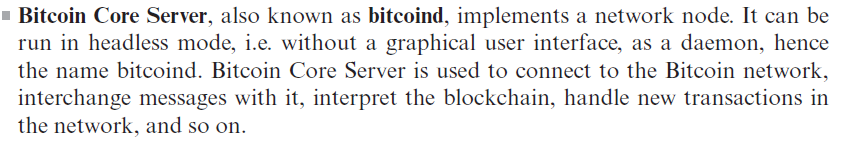 Bitcoin Core Server, also known as bitcoind, implements a network node. It can be
run in headless mode, i.e. without a graphical user interface, as a daemon, hence
the name bitcoind. Bitcoin Core Server is used to connect to the Bitcoin network,
interchange messages with it, interpret the blockchain, handle new transactions in
the network, and so on.